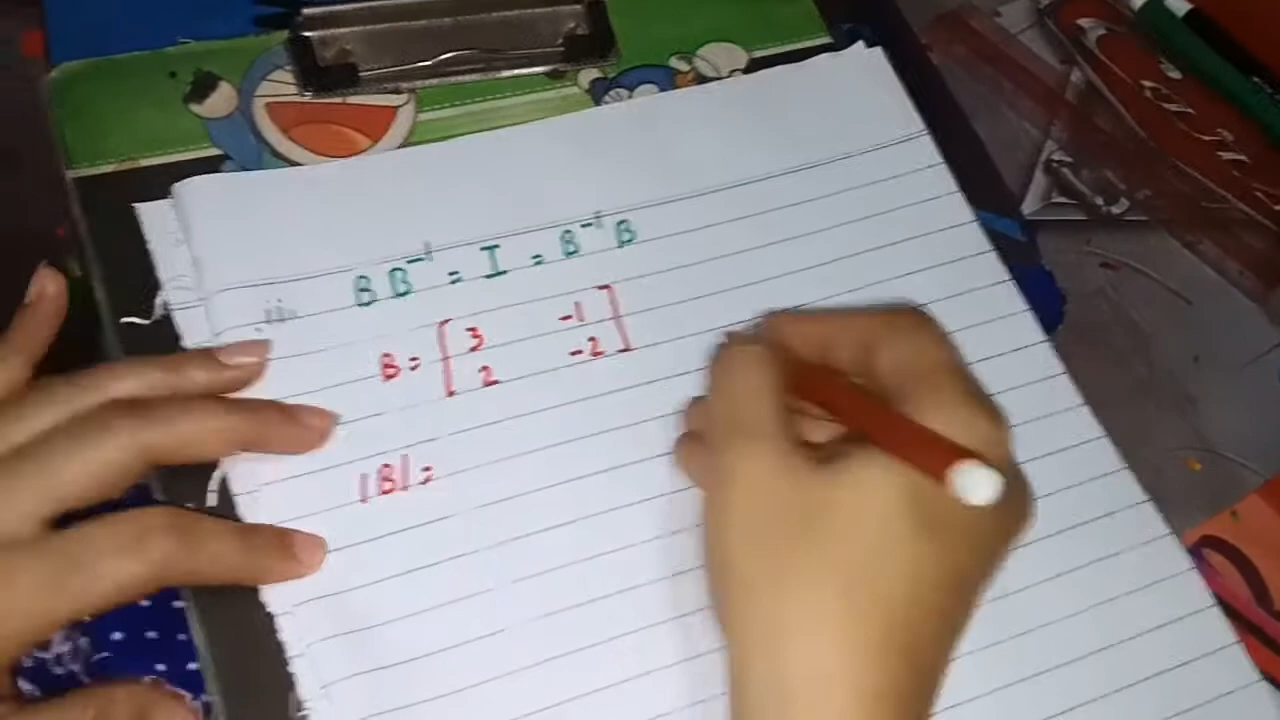 BB⁻¹ = I = B⁻¹B
B = [ 3 -1
2 -2 ]
|B| =